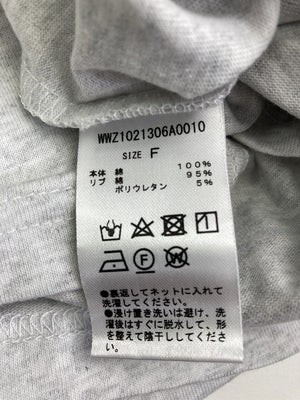 WWZ1021306A0010
SIZE F
本体 綿 100%
リブ 綿 95%
ポリウレタン 5%
●裏返してネットに入れて
洗濯してください。
●浸け置き洗いは避け、洗
濯後はすぐに脱水して、形
を整えて陰干ししてくださ
い。